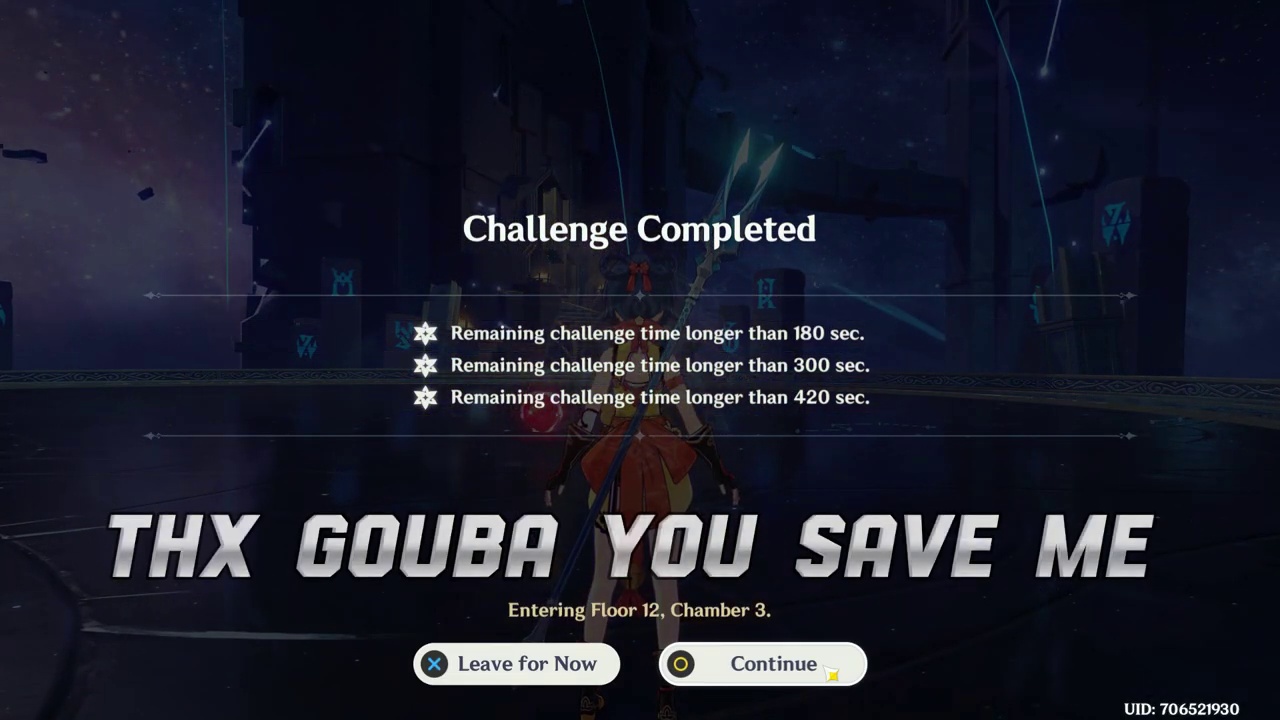 Challenge Completed
Remaining challenge time longer than 180 sec.
Remaining challenge time longer than 300 sec.
Remaining challenge time longer than 420 sec.
THX GOUBA YOU SAVE ME
Entering Floor 12, Chamber 3.
Leave for Now Continue
UID: 706521930